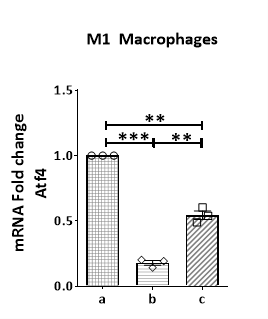 M1 Macrophages
mRNA Fold change
Atf4
1.5
1.0
0.5
0.0
**
***
**
a
b
c